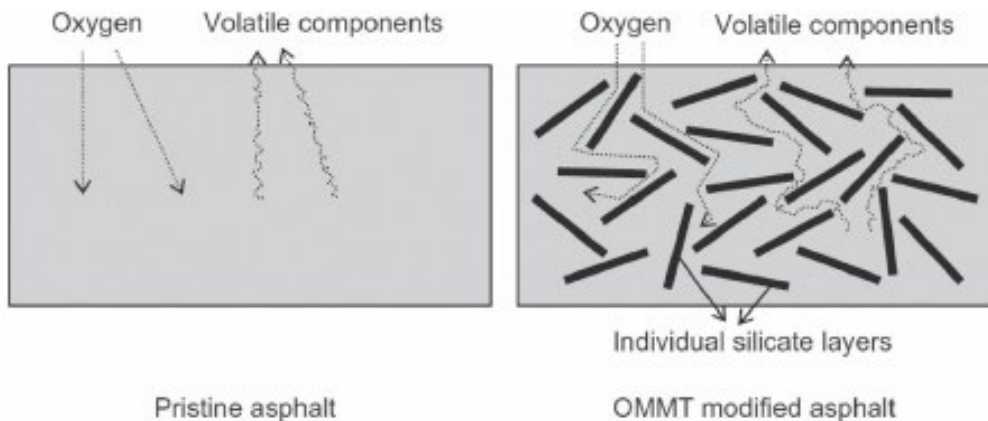 Oxygen Volatile components
Oxygen Volatile components
Individual silicate layers
Pristine asphalt
OMMT modified asphalt